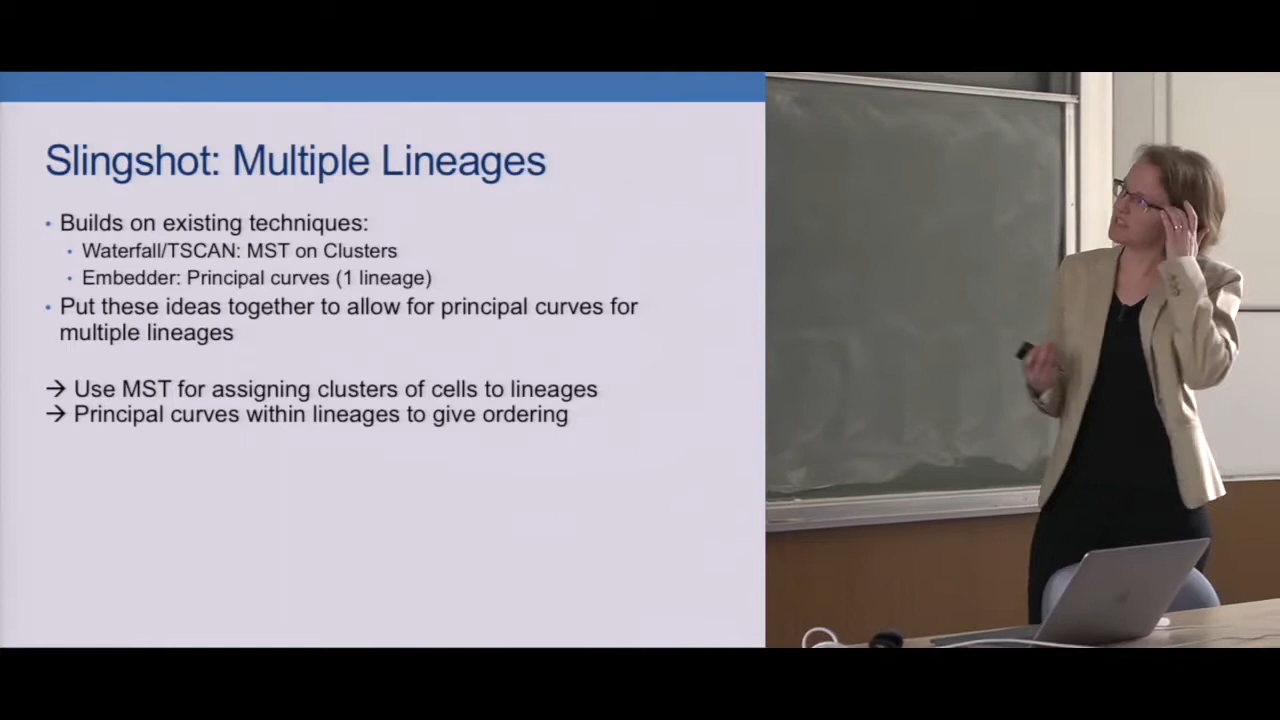 Slingshot: Multiple Lineages
• Builds on existing techniques:
• Waterfall/TSCAN: MST on Clusters
• Embedder: Principal curves (1 lineage)
• Put these ideas together to allow for principal curves for
multiple lineages
→ Use MST for assigning clusters of cells to lineages
→ Principal curves within lineages to give ordering